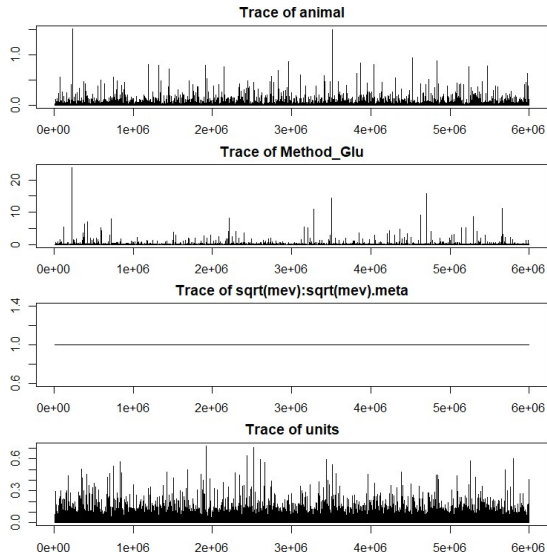 Trace of animal
1.0
0.0
0e+00 1e+06 2e+06 3e+06 4e+06 5e+06 6e+06
Trace of Method_Glu
20
10
0
0e+00 1e+06 2e+06 3e+06 4e+06 5e+06 6e+06
Trace of sqrt(mev):sqrt(mev).meta
1.4
1.0
0.6
0e+00 1e+06 2e+06 3e+06 4e+06 5e+06 6e+06
Trace of units
0.6
0.3
0.0
0e+00 1e+06 2e+06 3e+06 4e+06 5e+06 6e+06